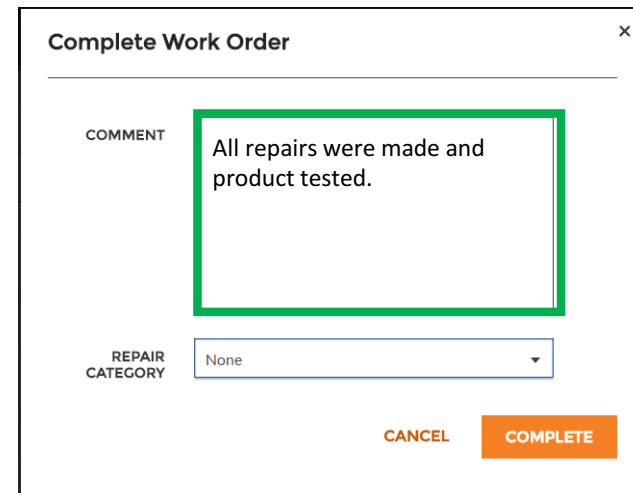 Complete Work Order
×
COMMENT
All repairs were made and
product tested.
REPAIR
CATEGORY
None
CANCEL
COMPLETE